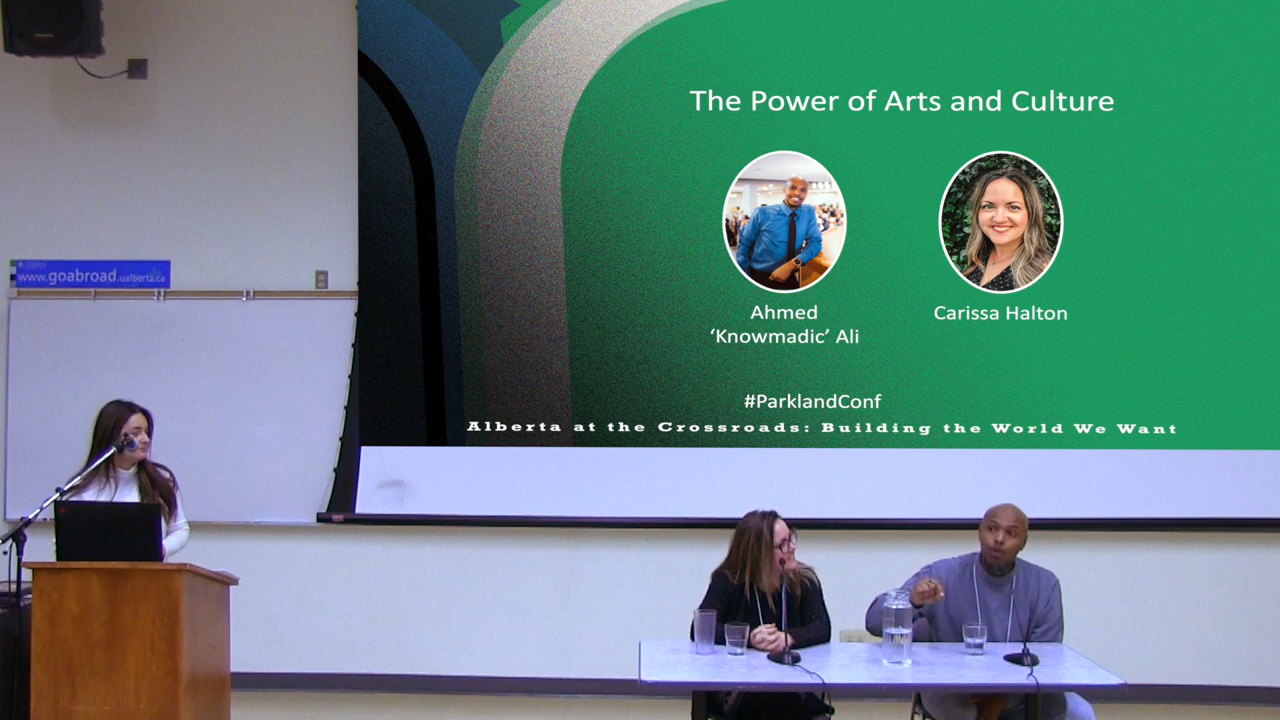 The Power of Arts and Culture
Ahmed
‘Knowmadic’ Ali
Carissa Halton
#ParklandConf
Alberta at the Crossroads: Building the World We Want
www.goabroad.ualberta.ca